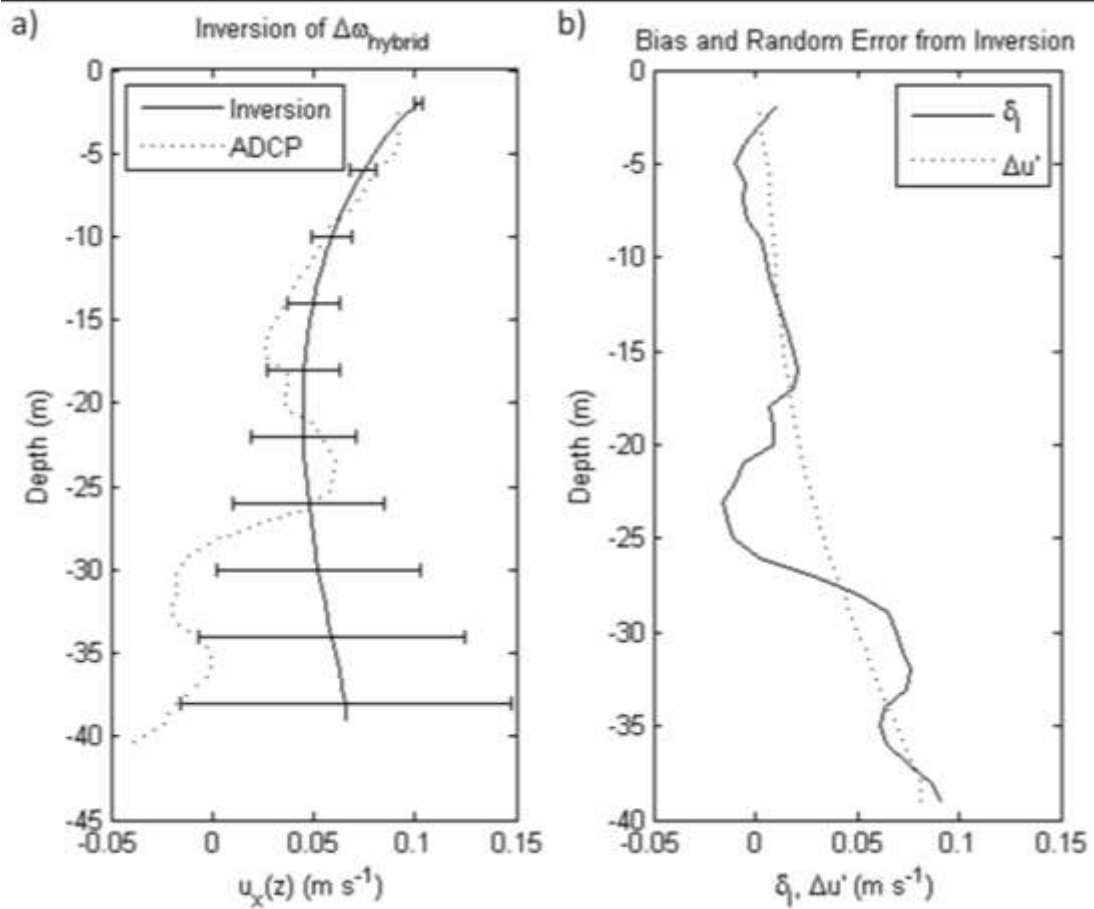 a)
Inversion of Δω_hybrid
0
-5
-10
-15
-20
-25
-30
-35
-40
-45
Depth (m)
Inversion
ADCP
-0.05 0 0.05 0.1 0.15
u_x(z) (m s⁻¹)
b)
Bias and Random Error from Inversion
0
-5
-10
-15
-20
-25
-30
-35
-40
Depth (m)
δ_I
Δu'
-0.05 0 0.05 0.1 0.15
δ_I, Δu' (m s⁻¹)